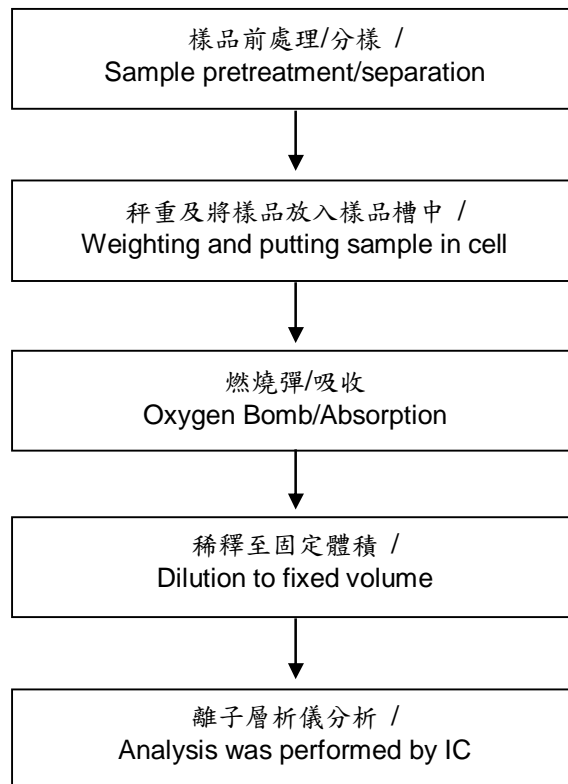 樣品前處理/分樣 /
Sample pretreatment/separation
秤重及將樣品放入樣品槽中 /
Weighting and putting sample in cell
燃燒彈/吸收
Oxygen Bomb/Absorption
稀釋至固定體積 /
Dilution to fixed volume
離子層析儀分析 /
Analysis was performed by IC